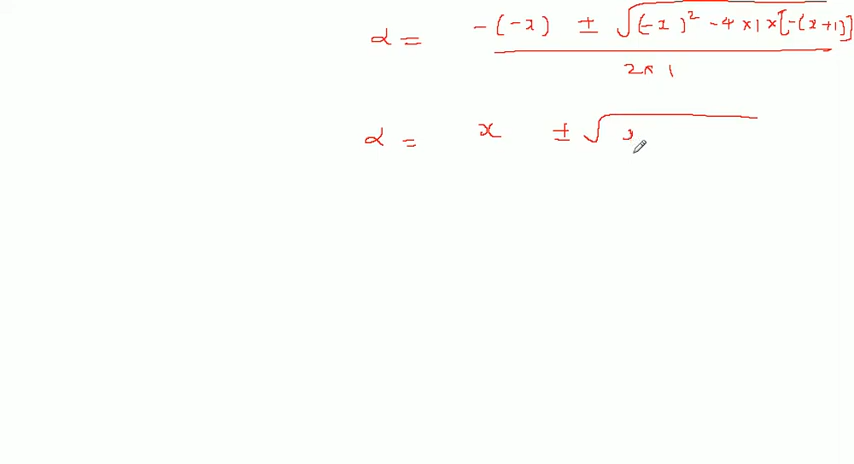 α = -(-x) ± √(-x)² -4×1×[-(x+1)]
2×1
α = x ± √